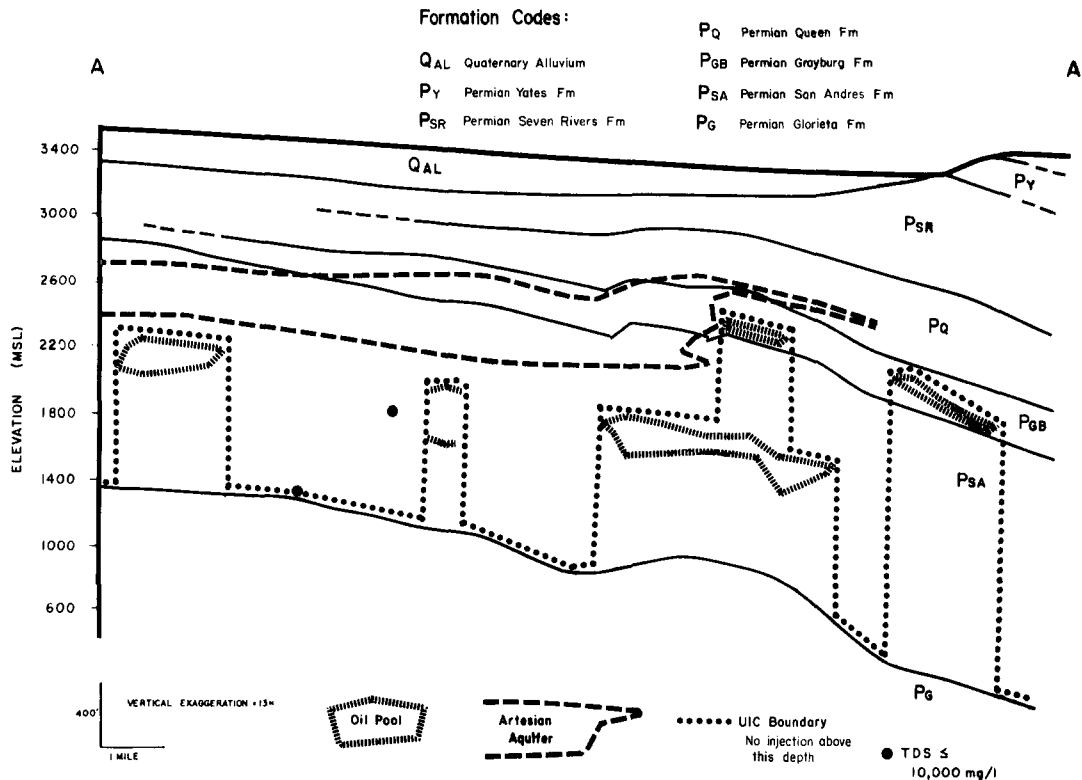 Formation Codes:
QAL Quaternary Alluvium
PY Permian Yates Fm
PSR Permian Seven Rivers Fm
PQ Permian Queen Fm
PGB Permian Grayburg Fm
PSA Permian San Andres Fm
PG Permian Glorieta Fm
A
A
ELEVATION (MSL)
3400
3000
2600
2200
1800
1400
1000
600
QAL
PY
PSR
PQ
PGB
PSA
PG
400'
1 MILE
VERTICAL EXAGGERATION = 13×
Oil Pool
Artesian
Aquifer
UIC Boundary
No injection above
this depth
TDS ≤
10,000 mg/l